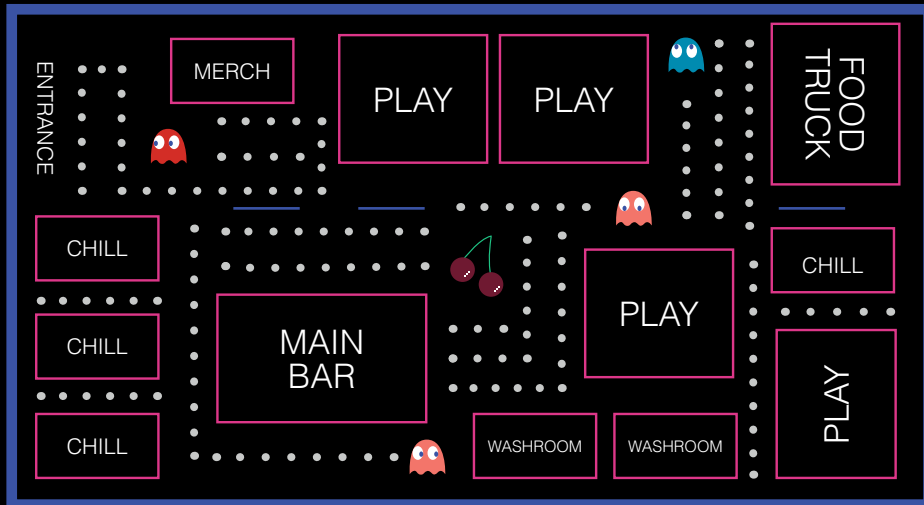 ENTRANCE
MERCH
PLAY
PLAY
FOOD
TRUCK
CHILL
CHILL
CHILL
MAIN
BAR
PLAY
CHILL
PLAY
WASHROOM
WASHROOM